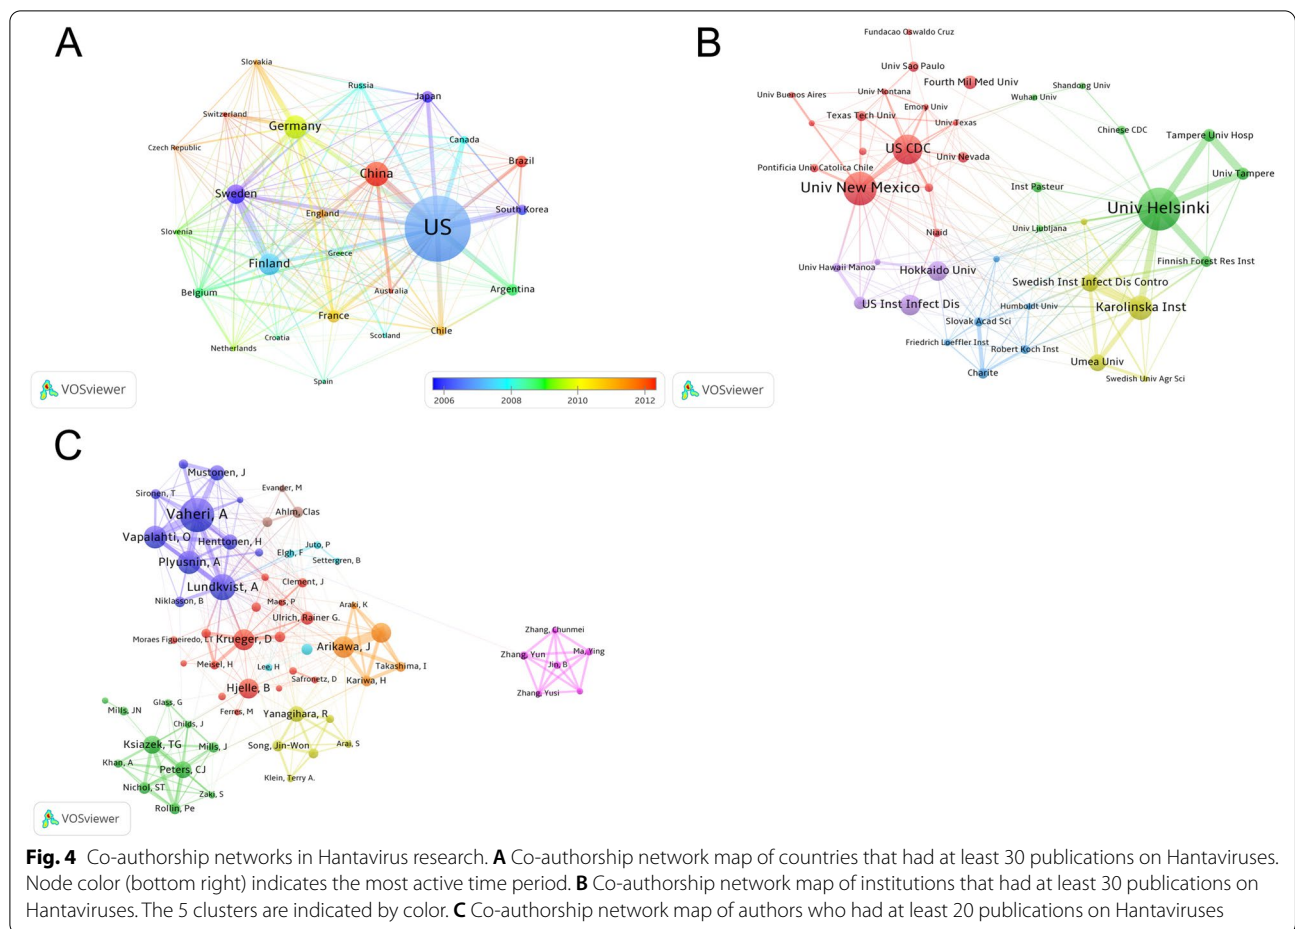 A
Slovakia
Russia
Japan
Switzerland
Germany
Canada
Czech Republic
China
Brazil
Sweden
England
South Korea
US
Slovenia
Greece
Finland
Belgium
Australia
Argentina
France
Croatia
Scotland
Chile
Netherlands
Spain
VOSviewer
2006 2008 2010 2012
B
Fundacao Oswaldo Cruz
Univ Sao Paulo
Fourth Mil Med Univ
Shandong Univ
Univ Buenos Aires
Univ Montana
Wuhan Univ
Emory Univ
Texas Tech Univ
Univ Texas
Chinese CDC
Tampere Univ Hosp
US CDC
Univ Nevada
Pontificia Univ Catolica Chile
Univ Tampere
Univ New Mexico
Inst Pasteur
Univ Helsinki
Niaid
Univ Ljubljana
Univ Hawaii Manoa
Hokkaido Univ
Finnish Forest Res Inst
Swedish Inst Infect Dis Contro
US Inst Infect Dis
Humboldt Univ
Karolinska Inst
Slovak Acad Sci
Friedrich Loeffler Inst
Robert Koch Inst
Umea Univ
Charite
Swedish Univ Agr Sci
VOSviewer
C
Mustonen, J
Sironen, T
Evander, M
Vaheri, A
Ahlm, Clas
Vapalahti, O
Henttonen, H
Juto, P
Elgh, F
Plyusnin, A
Settergren, B
Lundkvist, A
Clement, J
Niklasson, B
Maes, P
Araki, K
Ulrich, Rainer G.
Moraes Figueiredo, LT
Krueger, D
Arikawa, J
Meisel, H
Lee, H
Takashima, I
Safronetz, D
Kariwa, H
Hjelle, B
Zhang, Chunmei
Zhang, Yun
Ma, Ying
Jin, B
Zhang, Yusi
Glass, G
Mills, JN
Ferres, M
Yanagihara, R
Childs, J
Ksiazek, TG
Mills, J
Song, Jin-Won
Arai, S
Khan, A
Peters, CJ
Klein, Terry A.
Nichol, ST
Zaki, S
Rollin, Pe
VOSviewer
Fig. 4 Co-authorship networks in Hantavirus research. A Co-authorship network map of countries that had at least 30 publications on Hantaviruses.
Node color (bottom right) indicates the most active time period. B Co-authorship network map of institutions that had at least 30 publications on
Hantaviruses. The 5 clusters are indicated by color. C Co-authorship network map of authors who had at least 20 publications on Hantaviruses